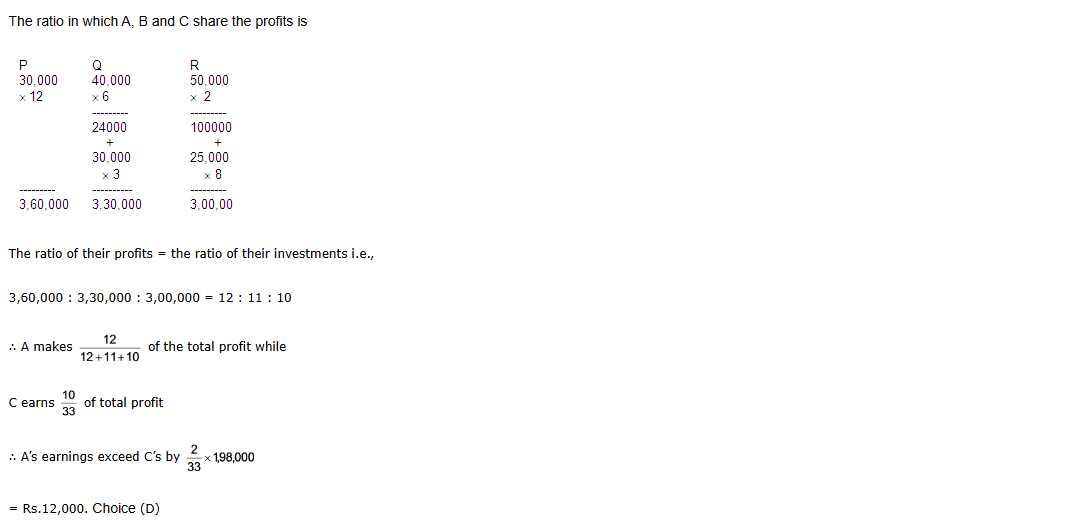 The ratio in which A, B and C share the profits is
P Q R
30,000 40,000 50,000
× 12 × 6 × 2
--------- ---------
24000 100000
+ +
30,000 25,000
× 3 × 8
--------- ---------- ---------
3,60,000 3,30,000 3,00,00
The ratio of their profits = the ratio of their investments i.e.,
3,60,000 : 3,30,000 : 3,00,000 = 12 : 11 : 10
∴ A makes 12/12+11+10 of the total profit while
C earns 10/33 of total profit
∴ A's earnings exceed C's by 2/33 × 1,98,000
= Rs.12,000. Choice (D)